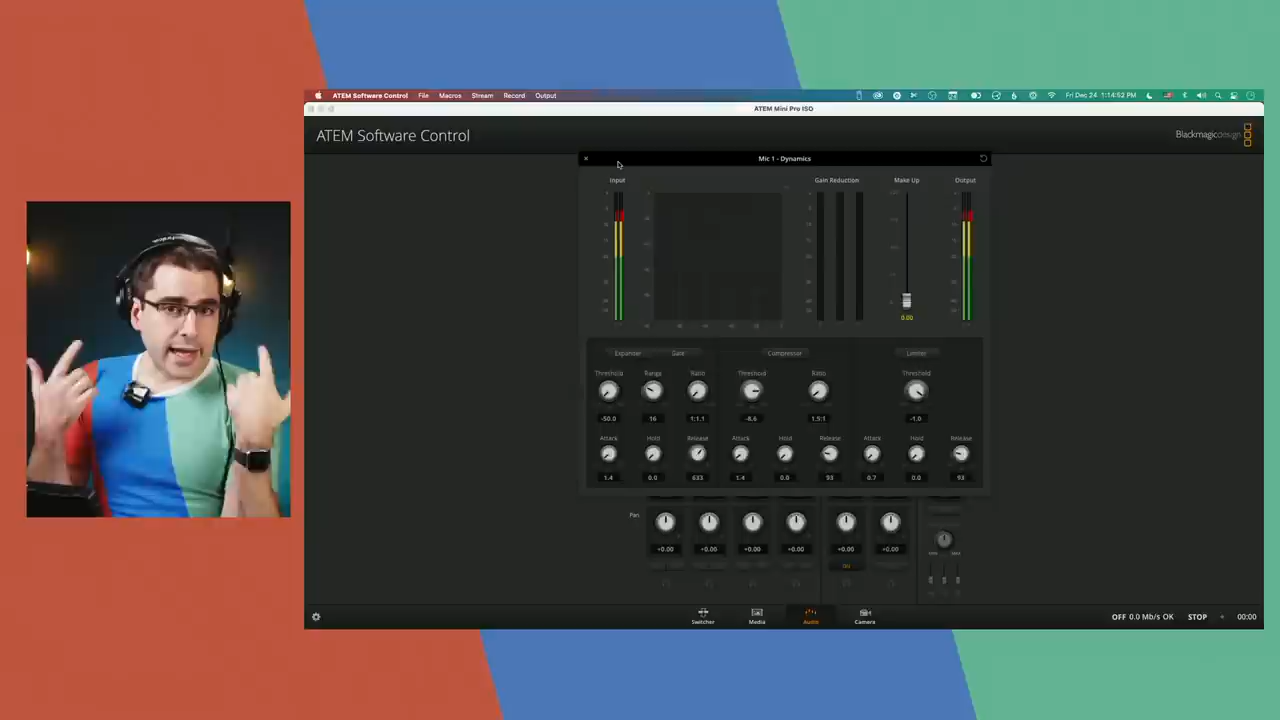 ATEM Software Control File Macros Stream Record Output Fri Dec 24 1:14:52 PM
ATEM Mini Pro ISO
ATEM Software Control
Blackmagicdesign
Mic 1 - Dynamics
Input Gain Reduction Make Up Output
0.00
Expander Gate Compressor Limiter
Threshold Range Ratio Threshold Ratio Threshold
-50.0 16 1:1.1 -8.6 1.5:1 -1.0
Attack Hold Release Attack Hold Release Attack Hold Release
1.4 0.0 633 1.4 0.0 93 0.7 0.0 93
Pan
+0.00 +0.00 +0.00 +0.00 +0.00 +0.00
ON
Switcher Media Audio Camera
OFF 0.0 Mb/s OK STOP 00:00